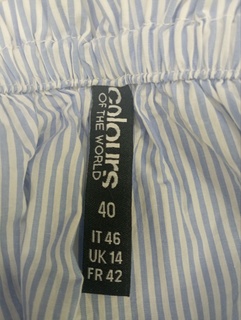 colours
OF THE WORLD
40
IT 46
UK 14
FR 42